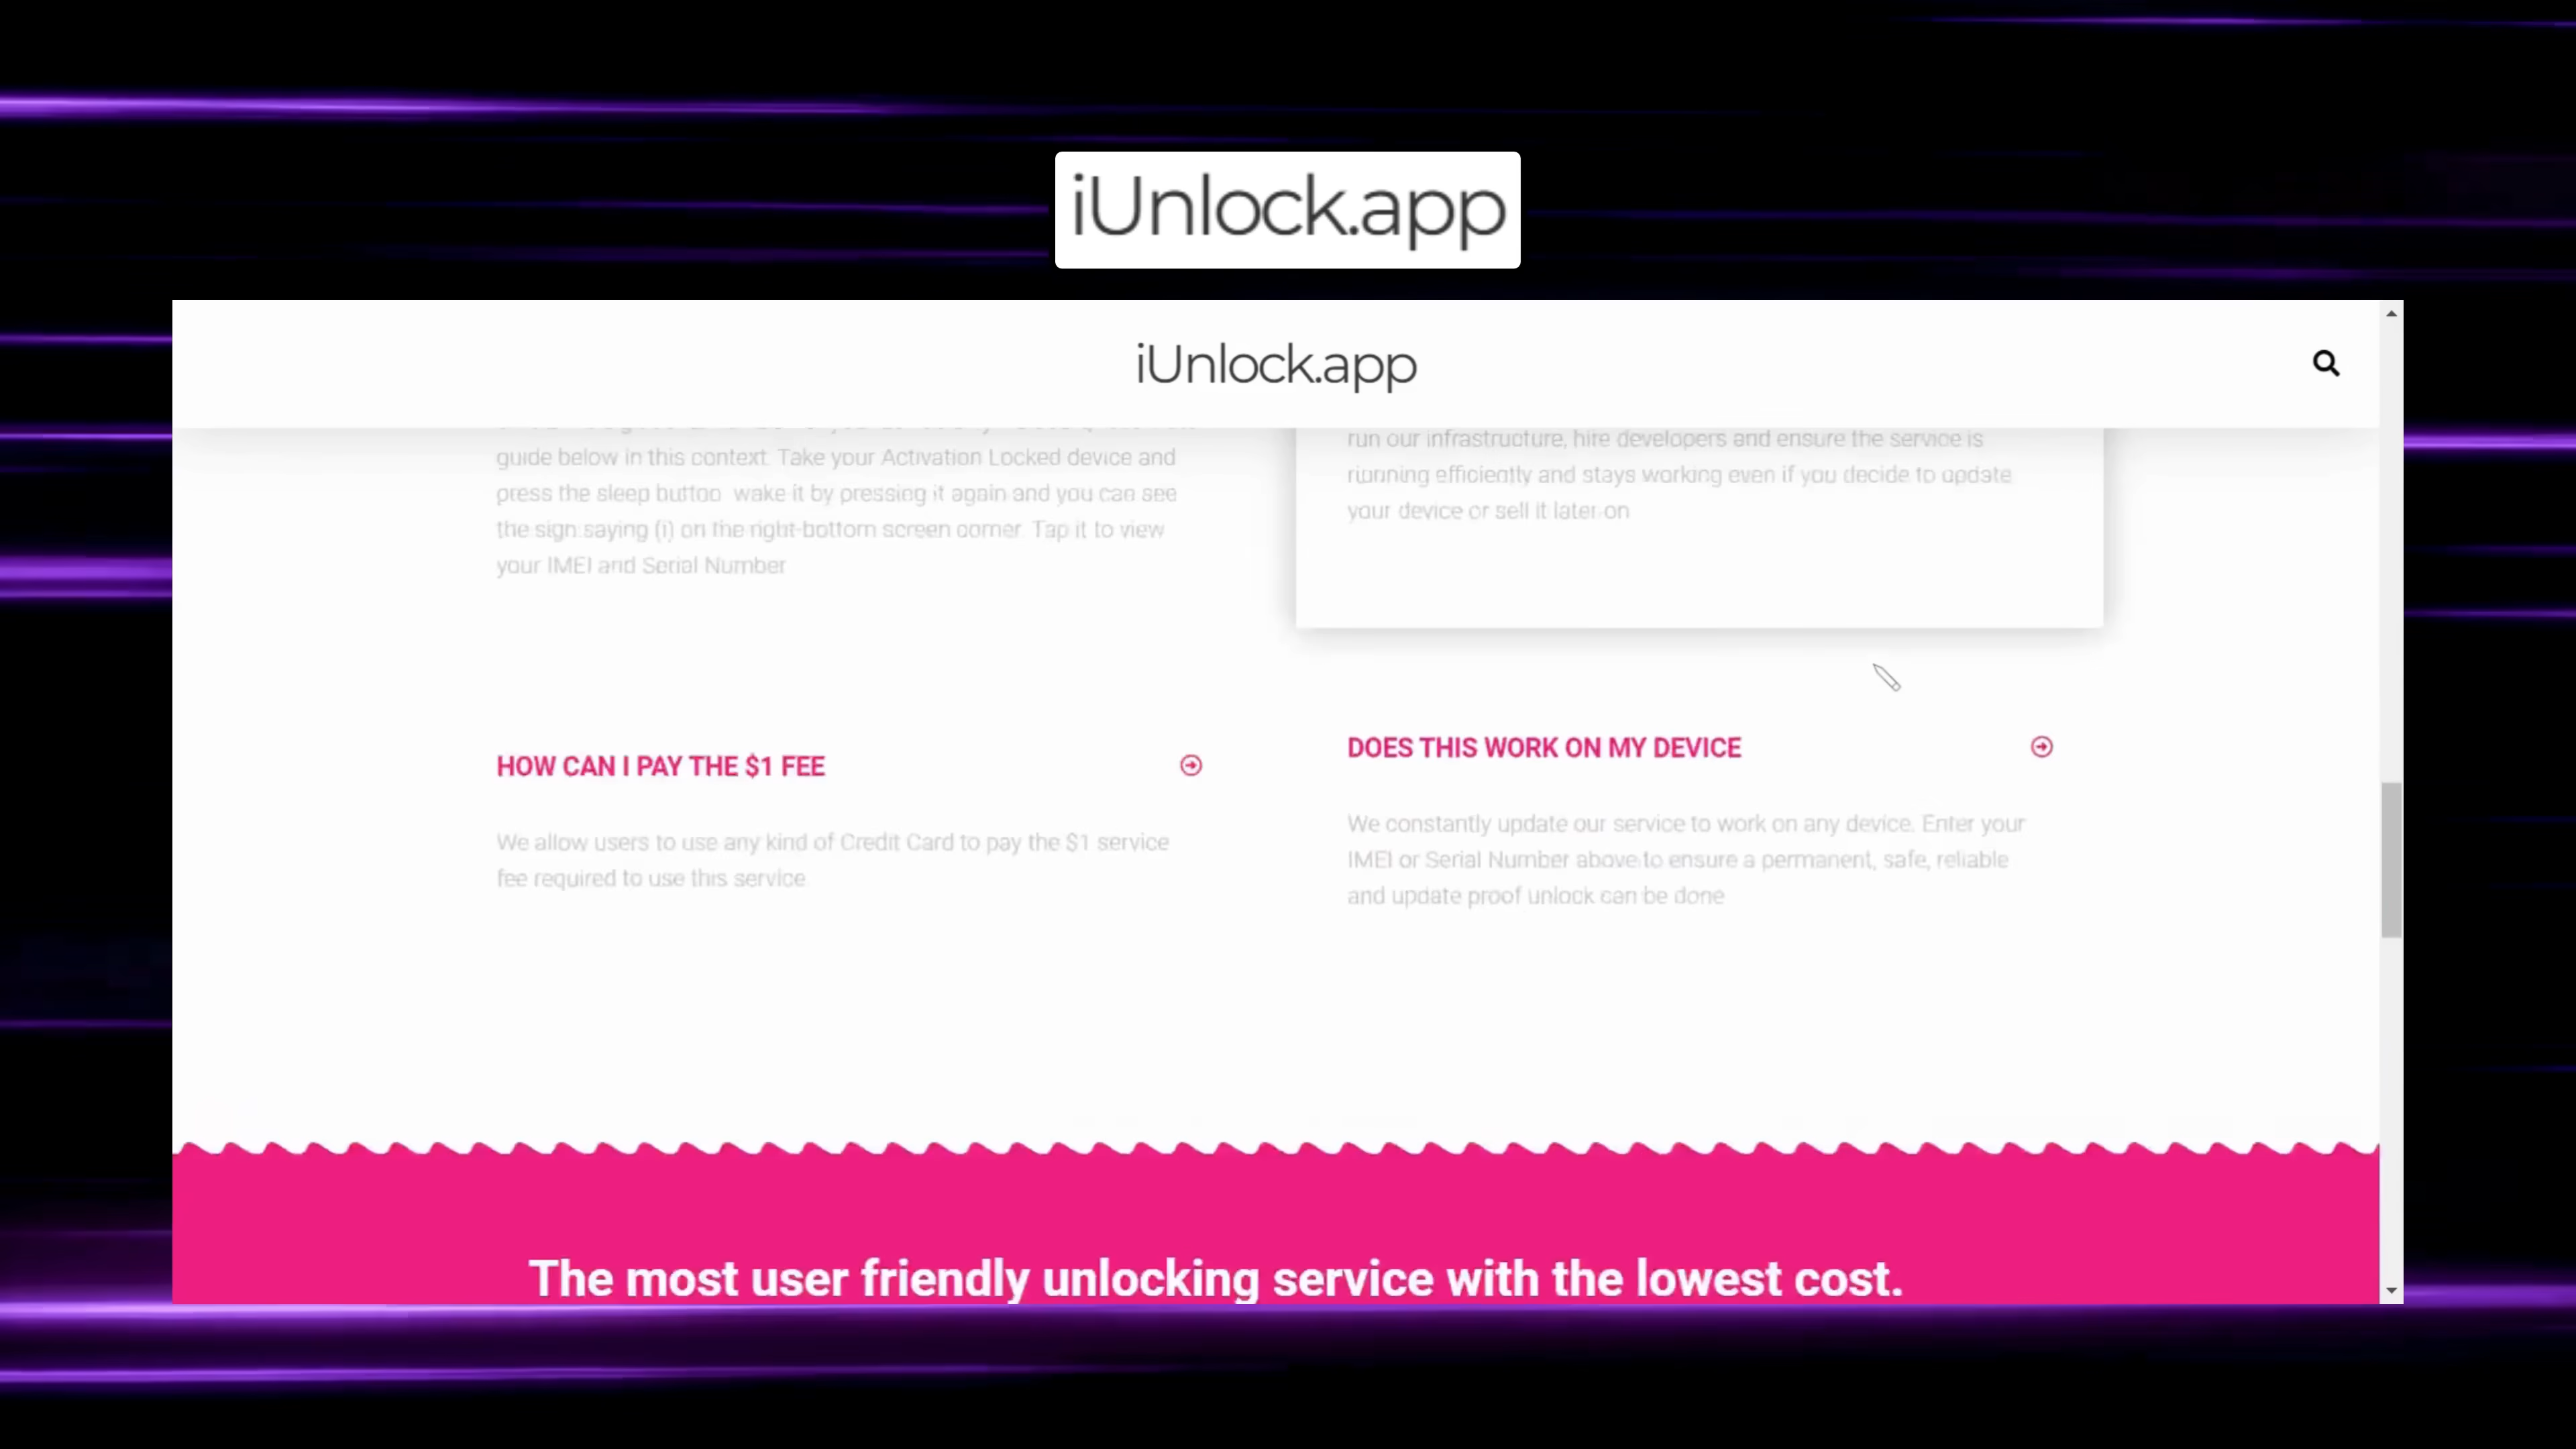 iUnlock.app
iUnlock.app
guide below in this context. Take your Activation Locked device and
press the sleep button wake it by pressing it again and you can see
the sign saying (i) on the right-bottom screen corner. Tap it to view
your IMEI and Serial Number
run our infrastructure, hire developers and ensure the service is
running efficiently and stays working even if you decide to update
your device or sell it later on
HOW CAN I PAY THE $1 FEE
We allow users to use any kind of Credit Card to pay the $1 service
fee required to use this service
DOES THIS WORK ON MY DEVICE
We constantly update our service to work on any device. Enter your
IMEI or Serial Number above to ensure a permanent, safe, reliable
and update proof unlock can be done
The most user friendly unlocking service with the lowest cost.